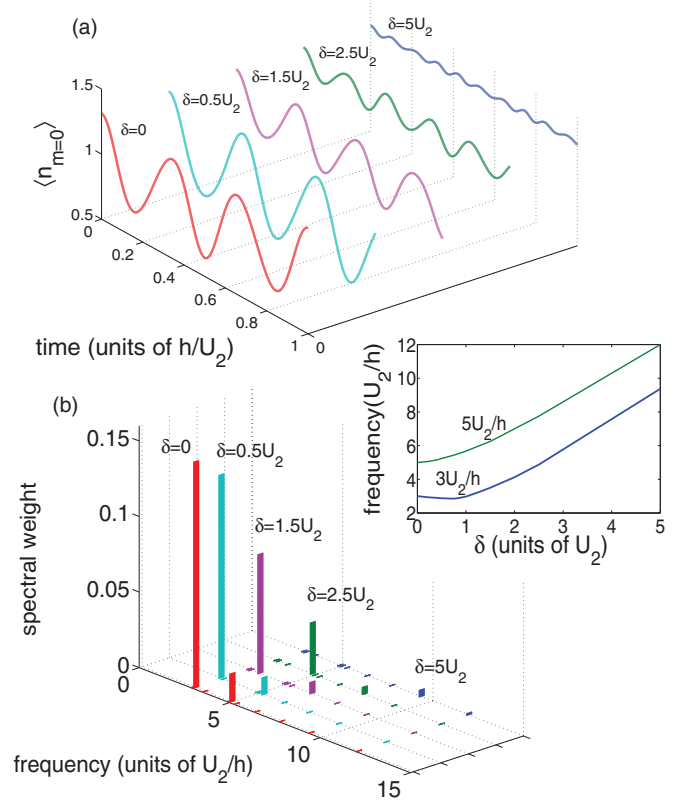 (a)
δ=5U₂
δ=2.5U₂
δ=1.5U₂
δ=0.5U₂
δ=0
⟨n_{m=0}⟩
1.5
1
0.5
0
0.2
0.4
0.6
0.8
1
0
time (units of h/U₂)
frequency(U₂/h)
12
10
8
6
4
2
5U₂/h
3U₂/h
0 1 2 3 4 5
δ (units of U₂)
(b)
spectral weight
0.15
0.1
0.05
0
δ=0
δ=0.5U₂
δ=1.5U₂
δ=2.5U₂
δ=5U₂
0
5
10
15
frequency (units of U₂/h)